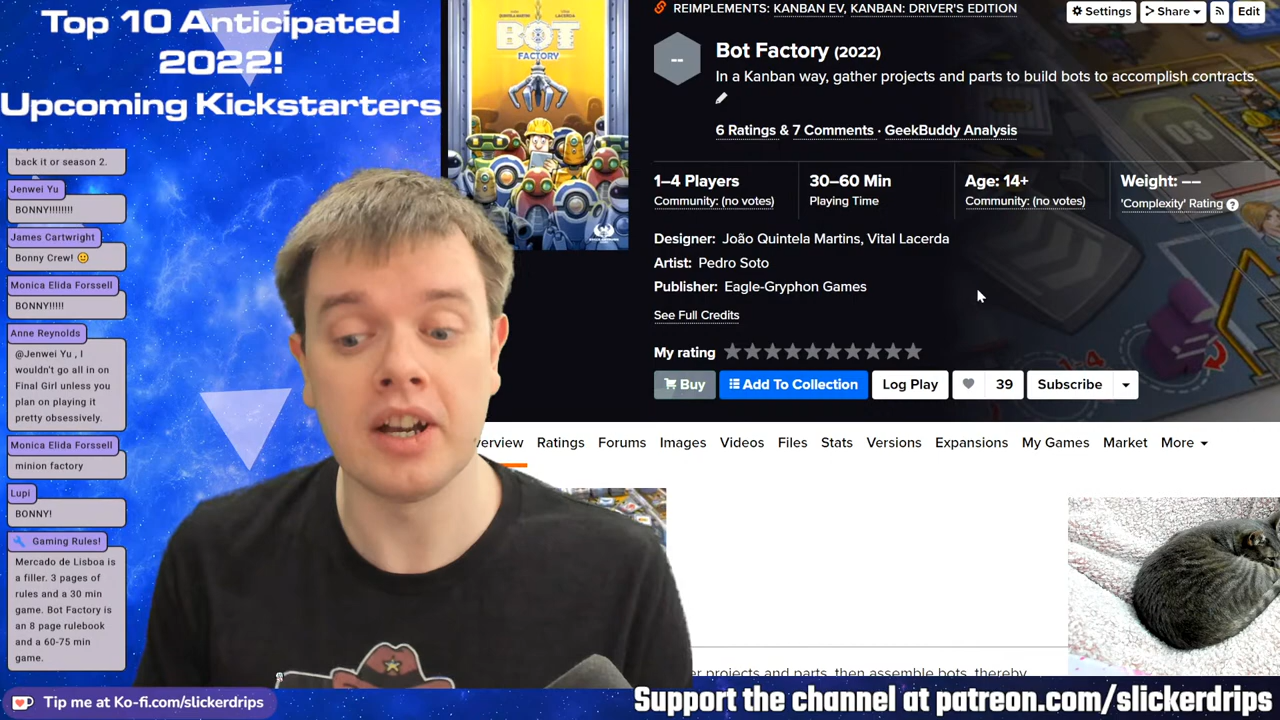 Top 10 Anticipated
2022!
Upcoming Kickstarters
back it or season 2.
Jenwei Yu
BONNY!!!!!!!!
James Cartwright
Bonny Crew! 🙂
Monica Elida Forssell
BONNY!!!!!
Anne Reynolds
@Jenwei Yu , I
wouldn't go all in on
Final Girl unless you
plan on playing it
pretty obsessively.
Monica Elida Forssell
minion factory
Lupi
BONNY!
Gaming Rules!
Mercado de Lisboa is
a filler. 3 pages of
rules and a 30 min
game. Bot Factory is
an 8 page rulebook
and a 60-75 min
game.
Tip me at Ko-fi.com/slickerdrips
BOT
FACTORY
REIMPLEMENTS: KANBAN EV, KANBAN: DRIVER'S EDITION
Settings
Share
Edit
--
Bot Factory (2022)
In a Kanban way, gather projects and parts to build bots to accomplish contracts.
6 Ratings & 7 Comments · GeekBuddy Analysis
1–4 Players
Community: (no votes)
30–60 Min
Playing Time
Age: 14+
Community: (no votes)
Weight: --
'Complexity' Rating ?
Designer: João Quintela Martins, Vital Lacerda
Artist: Pedro Soto
Publisher: Eagle-Gryphon Games
See Full Credits
My rating
Buy
Add To Collection
Log Play
39
Subscribe
Ratings Forums Images Videos Files Stats Versions Expansions My Games Market More
projects and parts, then assemble bots, thereby
Support the channel at patreon.com/slickerdrips